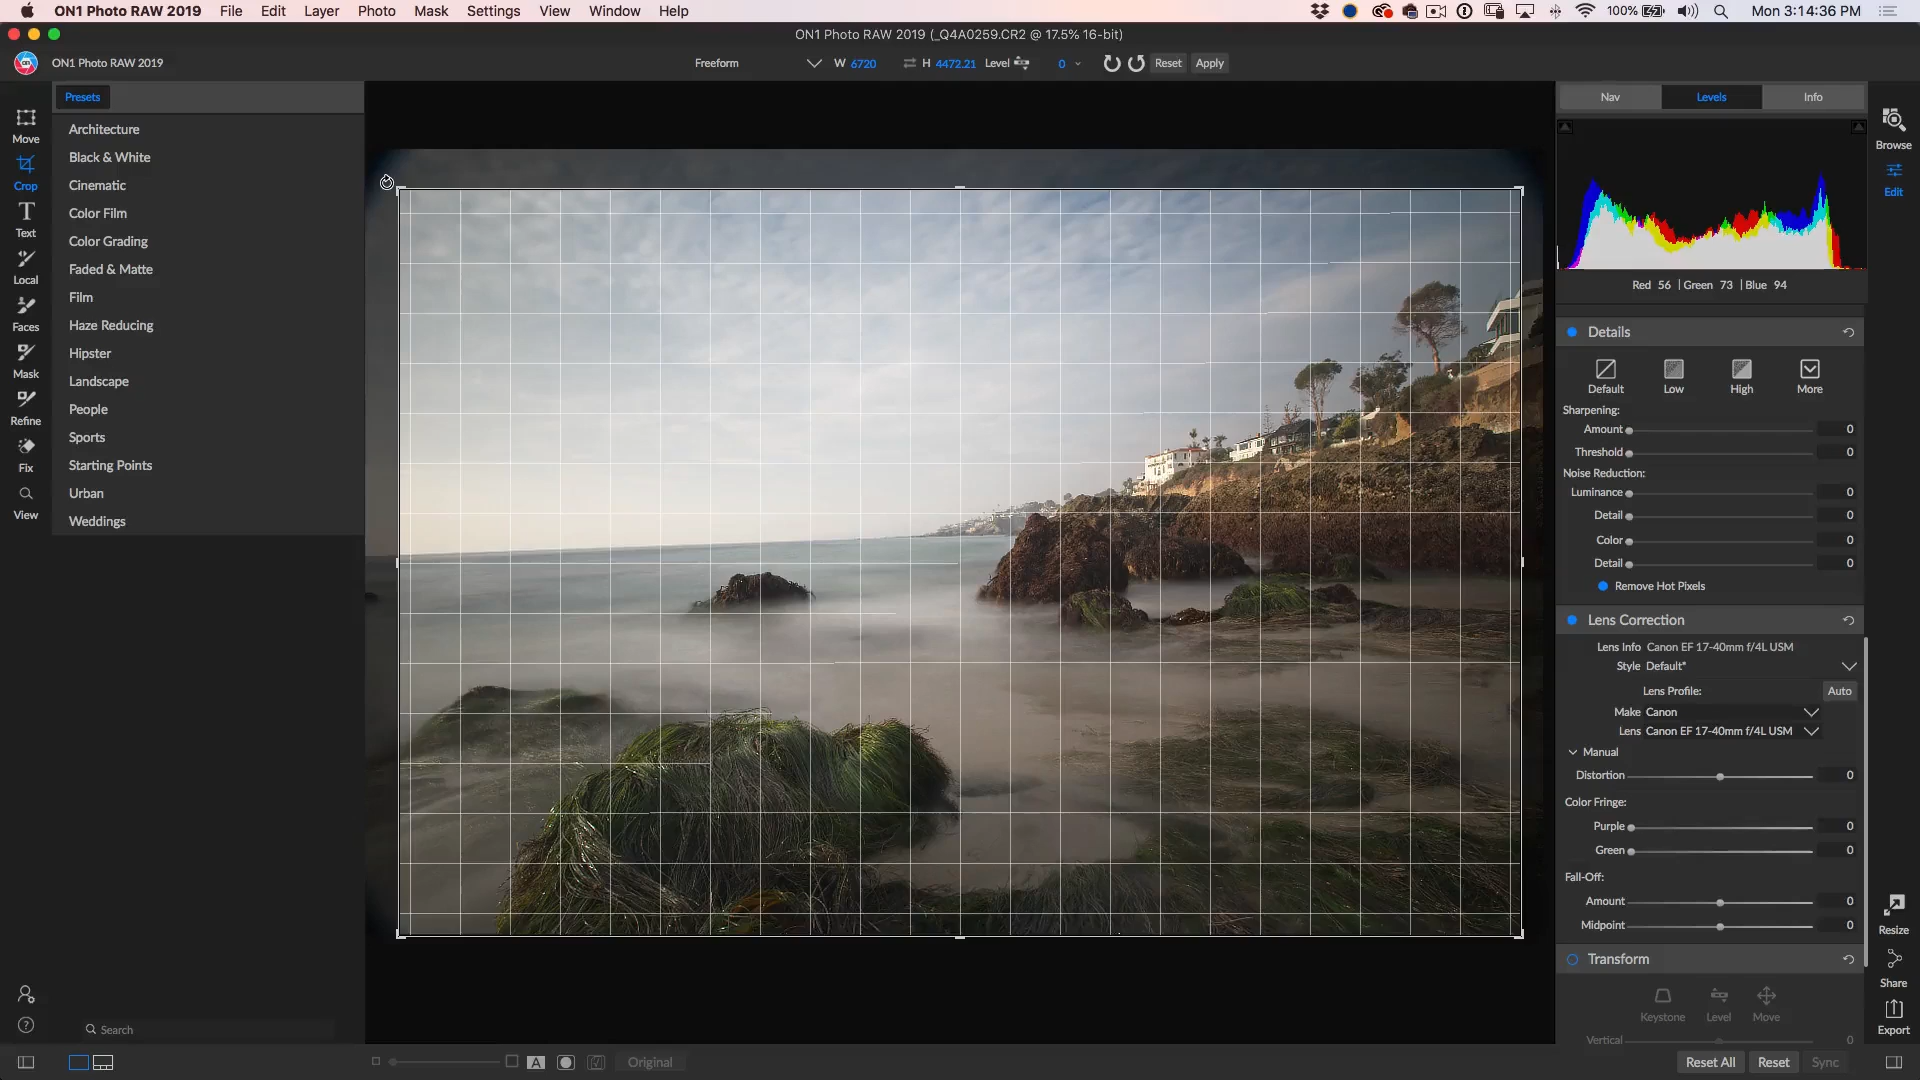 ON1 Photo RAW 2019 File Edit Layer Photo Mask Settings View Window Help 100% Mon 3:14:36 PM
ON1 Photo RAW 2019 (_Q4A0259.CR2 @ 17.5% 16-bit)
ON1 Photo RAW 2019 Freeform W 6720 H 4472.21 Level 0 Reset Apply
Presets
Architecture
Black & White
Cinematic
Color Film
Color Grading
Faded & Matte
Film
Haze Reducing
Hipster
Landscape
People
Sports
Starting Points
Urban
Weddings
Search
Move
Crop
Text
Local
Faces
Mask
Refine
Fix
View
Nav Levels Info
Red 56 | Green 73 | Blue 94
Details
Default Low High More
Sharpening:
Amount 0
Threshold 0
Noise Reduction:
Luminance 0
Detail 0
Color 0
Detail 0
Remove Hot Pixels
Lens Correction
Lens Info Canon EF 17-40mm f/4L USM
Style Default*
Lens Profile: Auto
Make Canon
Lens Canon EF 17-40mm f/4L USM
Manual
Distortion 0
Color Fringe:
Purple 0
Green 0
Fall-Off:
Amount 0
Midpoint 0
Transform
Keystone Level Move
Vertical 0
Browse
Edit
Resize
Share
Export
A Original Reset All Reset Sync